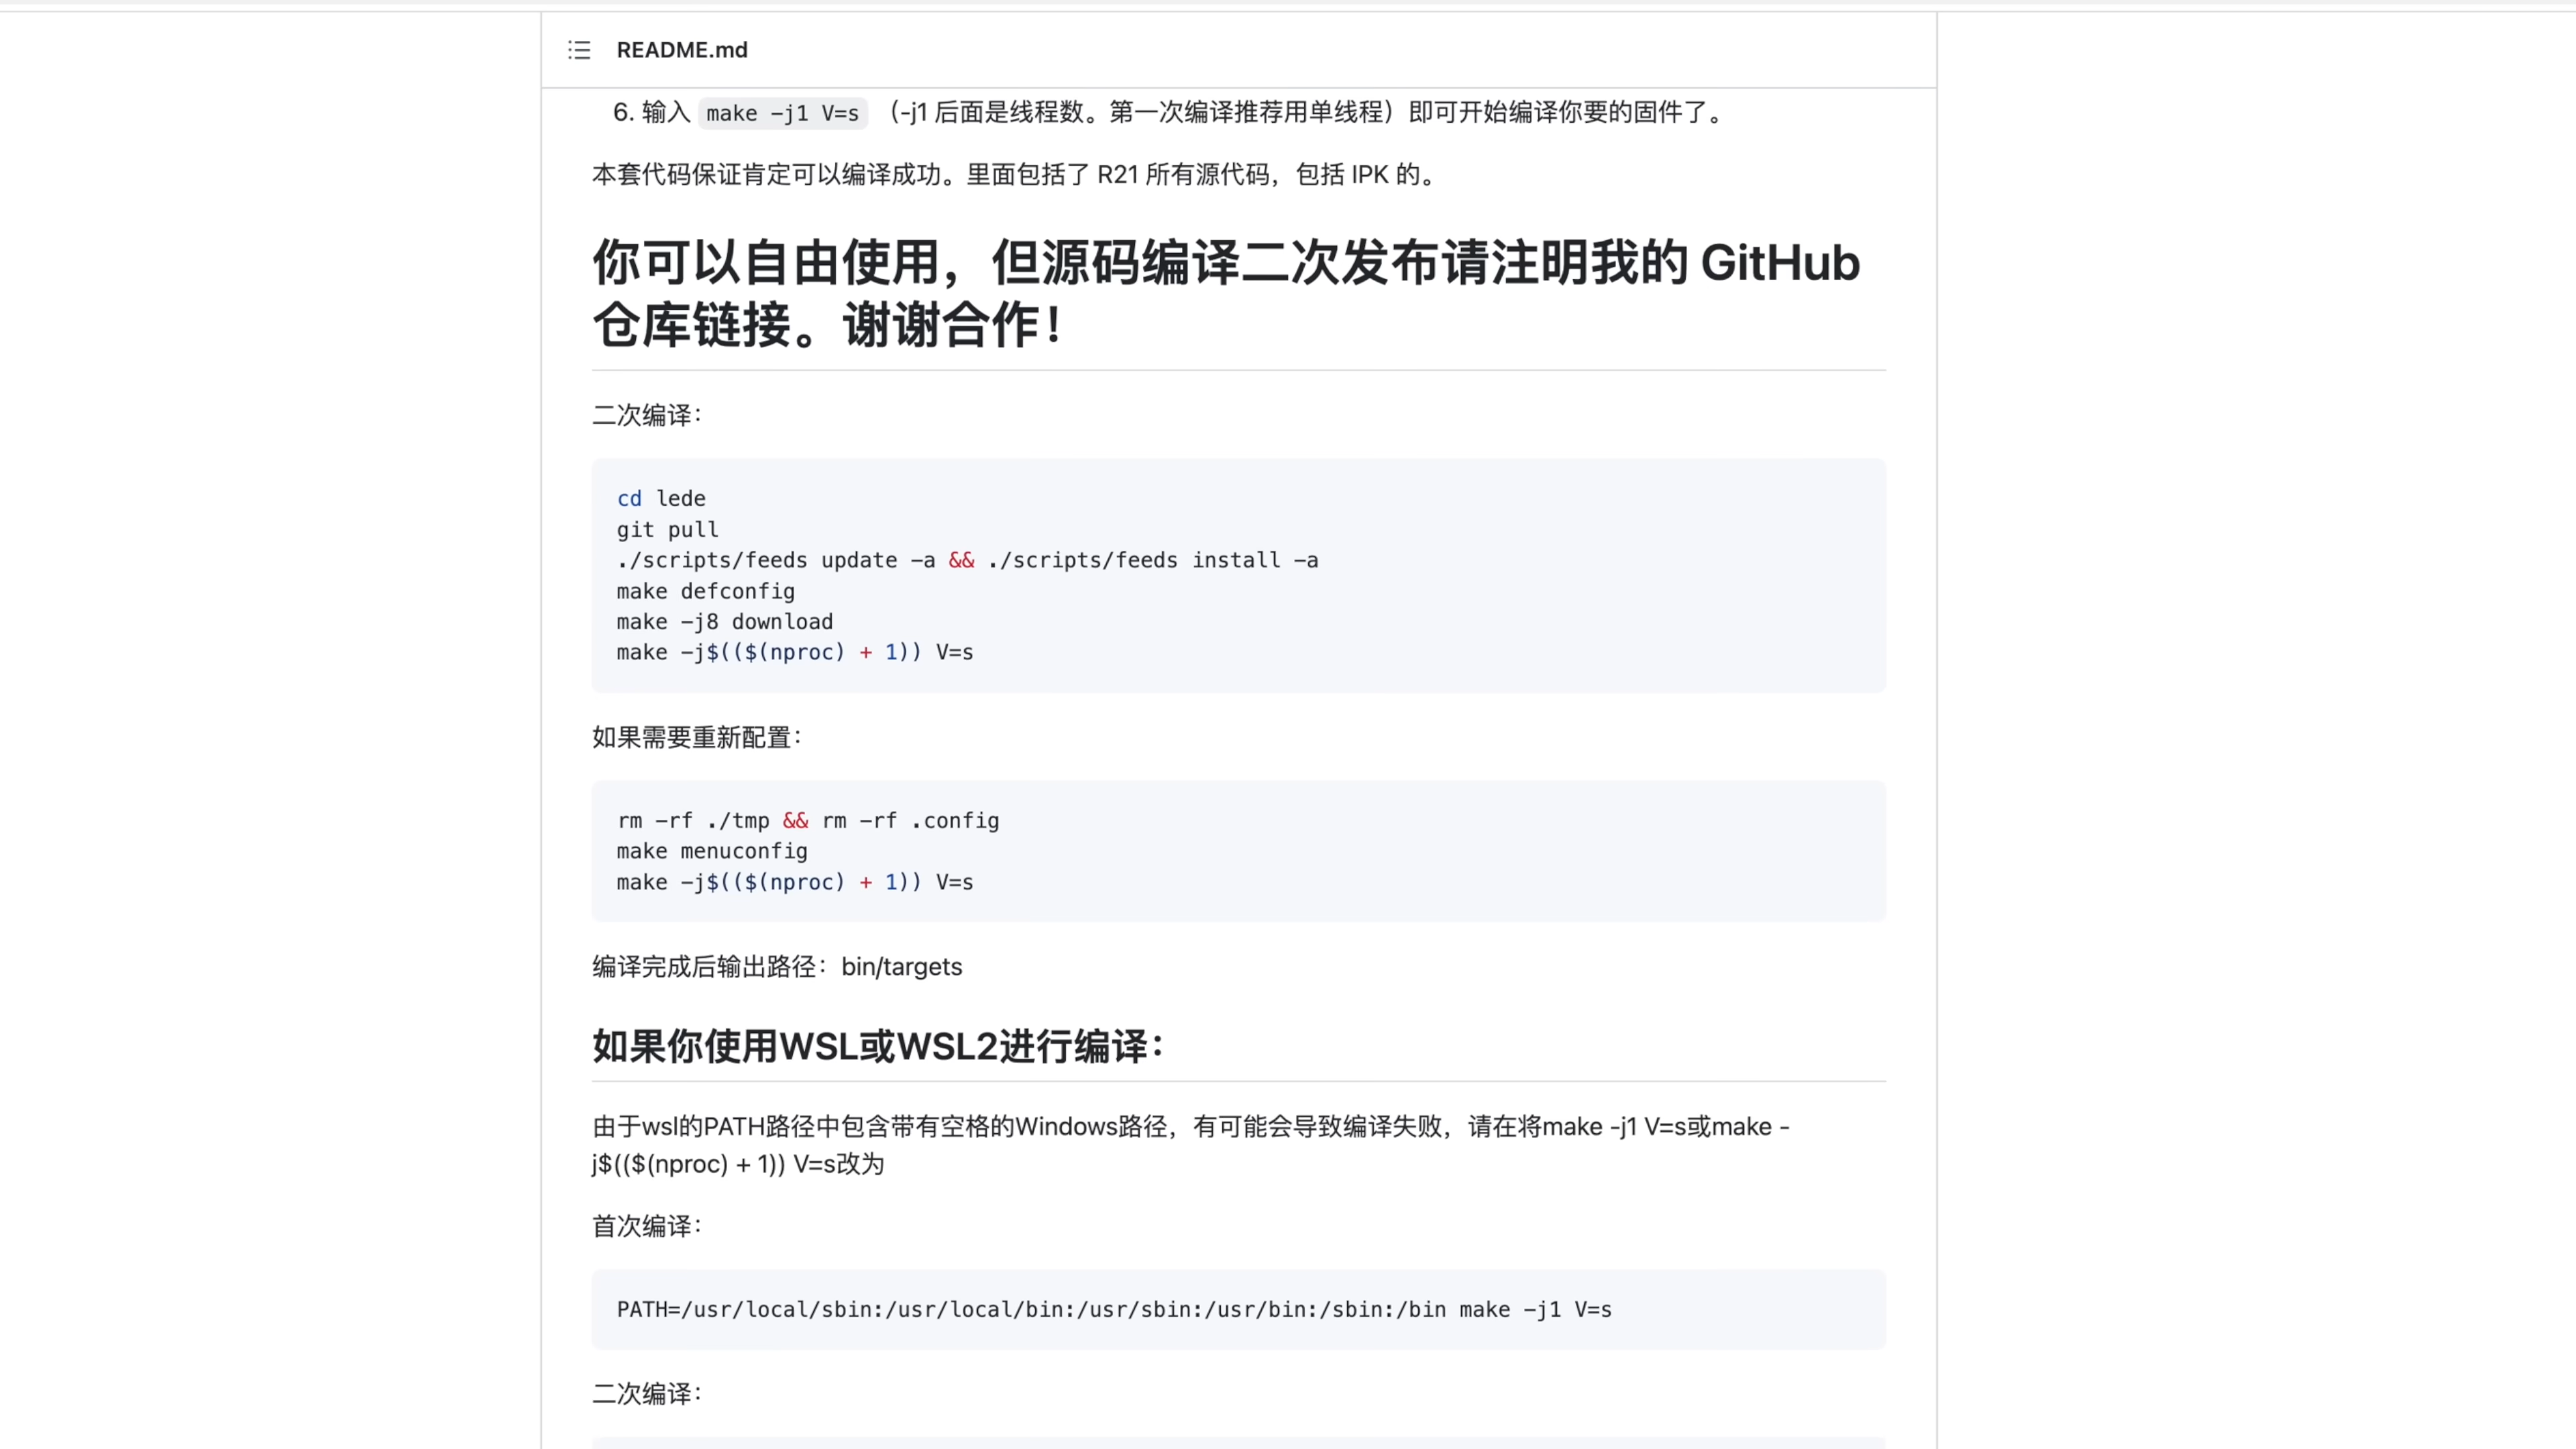 README.md
6. 输入 make -j1 V=s （-j1 后面是线程数。第一次编译推荐用单线程）即可开始编译你要的固件了。
本套代码保证肯定可以编译成功。里面包括了 R21 所有源代码，包括 IPK 的。
你可以自由使用，但源码编译二次发布请注明我的 GitHub
仓库链接。谢谢合作！
二次编译：
cd lede
git pull
./scripts/feeds update -a && ./scripts/feeds install -a
make defconfig
make -j8 download
make -j$(($(nproc) + 1)) V=s
如果需要重新配置：
rm -rf ./tmp && rm -rf .config
make menuconfig
make -j$(($(nproc) + 1)) V=s
编译完成后输出路径：bin/targets
如果你使用WSL或WSL2进行编译：
由于wsl的PATH路径中包含带有空格的Windows路径，有可能会导致编译失败，请在将make -j1 V=s或make -
j$(($(nproc) + 1)) V=s改为
首次编译：
PATH=/usr/local/sbin:/usr/local/bin:/usr/sbin:/usr/bin:/sbin:/bin make -j1 V=s
二次编译：